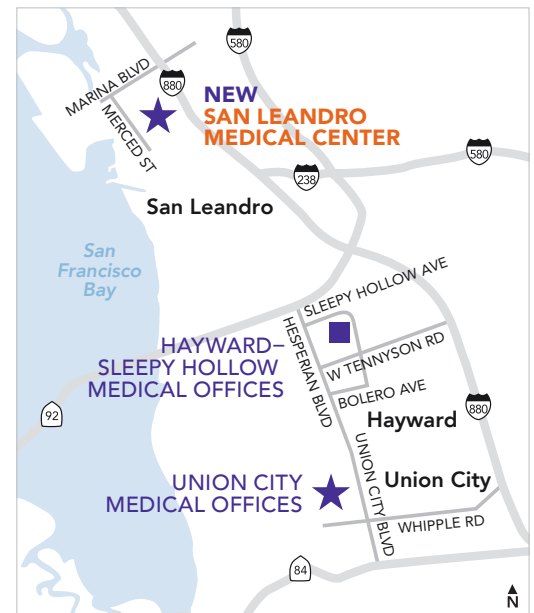 580
MARINA BLVD
880
NEW
SAN LEANDRO
MEDICAL CENTER
MERCED ST
580
238
San Leandro
San
Francisco
Bay
SLEEPY HOLLOW AVE
HAYWARD–
SLEEPY HOLLOW
MEDICAL OFFICES
HESPERIAN BLVD
W TENNYSON RD
BOLERO AVE
92
Hayward
880
UNION CITY
MEDICAL OFFICES
UNION CITY BLVD
Union City
WHIPPLE RD
84
N